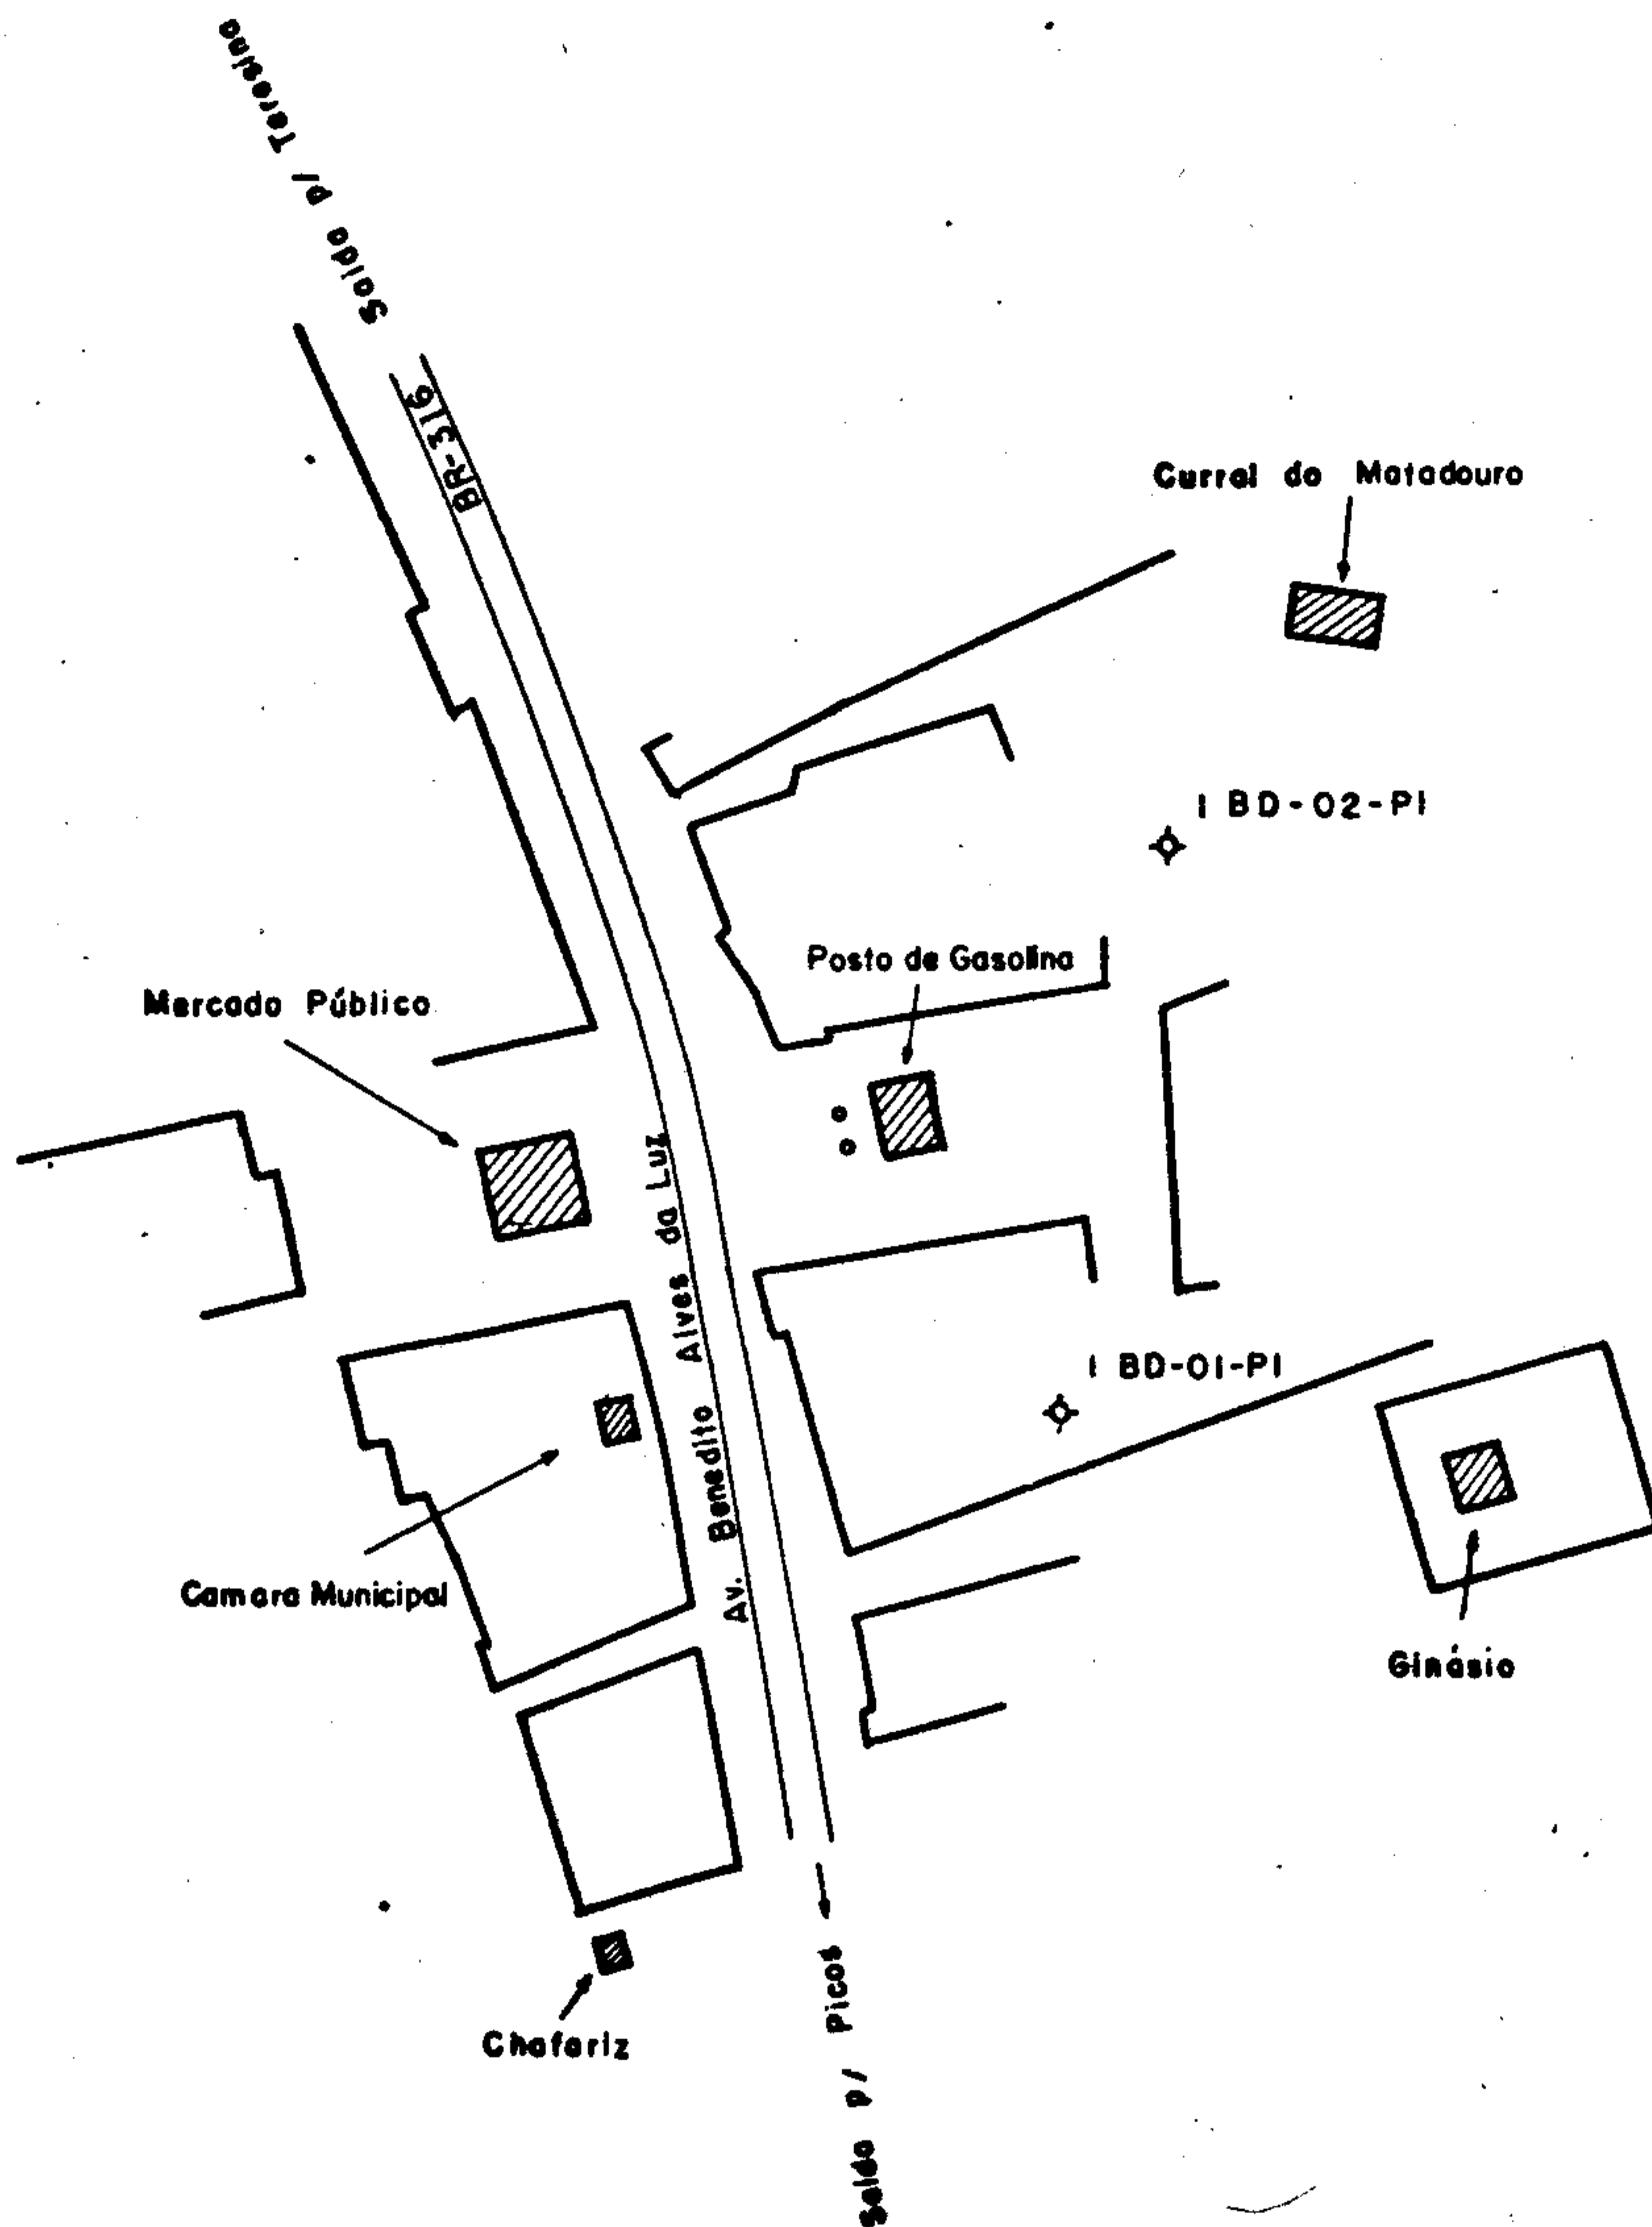 Saida p/ Teresina
BR-316
Curral do Matadouro
1 BD-02-PI
Posto de Gasolina
Mercado Público
Av. Benedito Alves da Luz
1 BD-01-PI
Camara Municipal
Ginásio
Chafariz
Saida p/ Picos